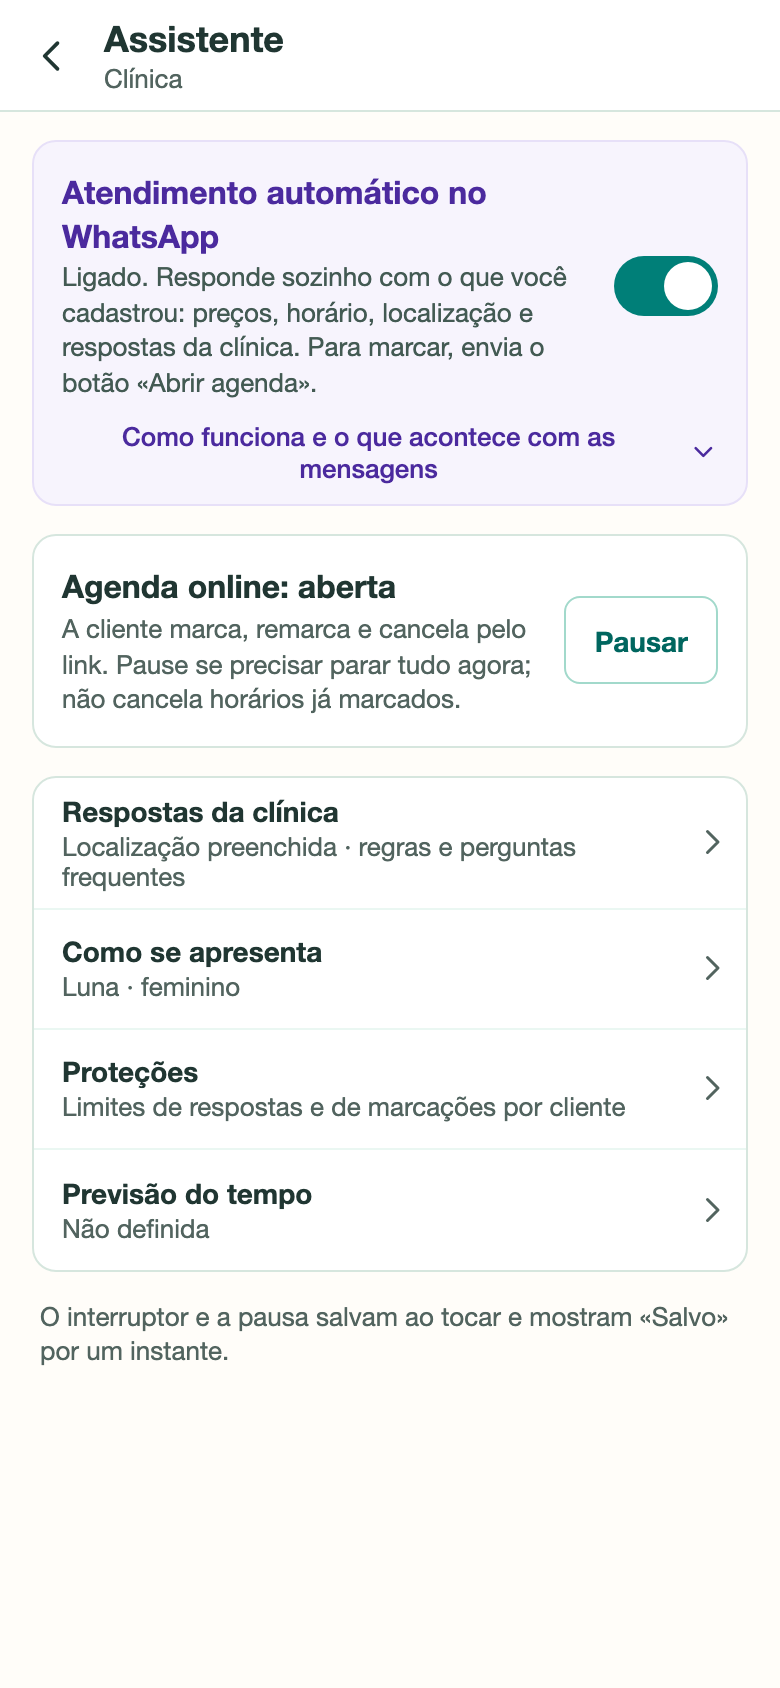 Assistente
Clínica
Atendimento automático no
WhatsApp
Ligado. Responde sozinho com o que você
cadastrou: preços, horário, localização e
respostas da clínica. Para marcar, envia o
botão «Abrir agenda».
Como funciona e o que acontece com as
mensagens
Agenda online: aberta
A cliente marca, remarca e cancela pelo
link. Pause se precisar parar tudo agora;
não cancela horários já marcados.
Pausar
Respostas da clínica
Localização preenchida · regras e perguntas
frequentes
Como se apresenta
Luna · feminino
Proteções
Limites de respostas e de marcações por cliente
Previsão do tempo
Não definida
O interruptor e a pausa salvam ao tocar e mostram «Salvo»
por um instante.